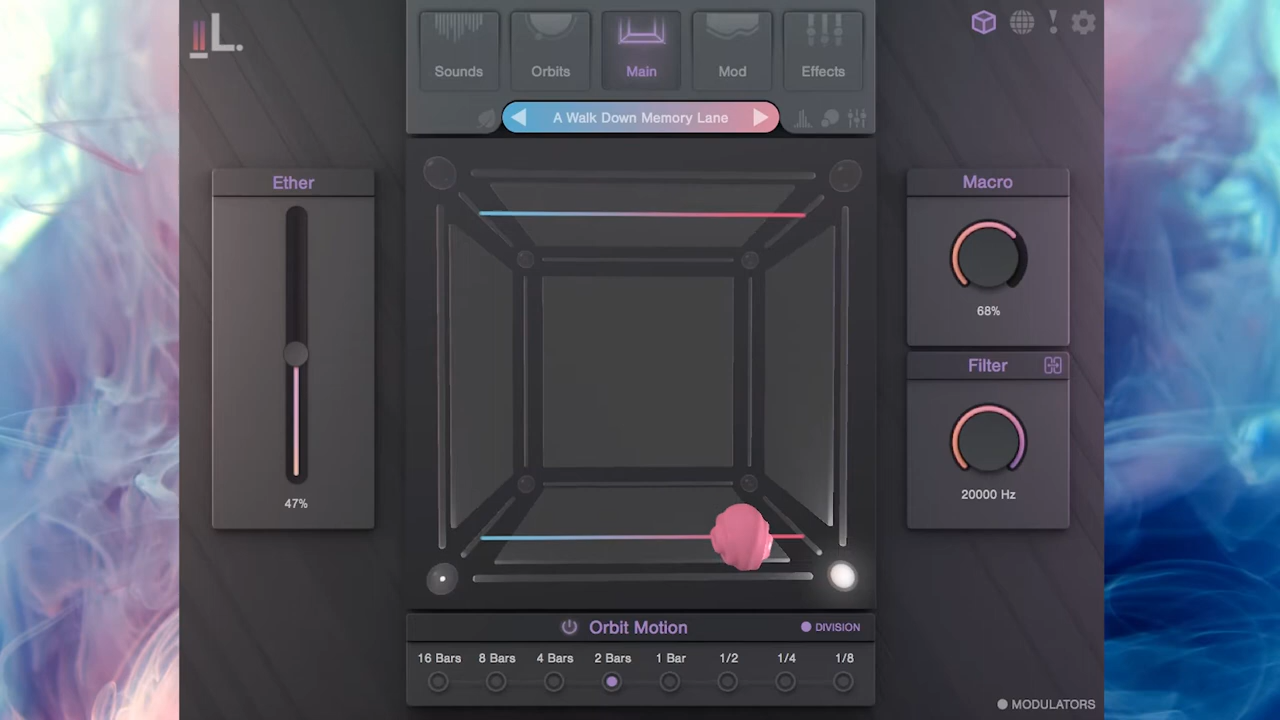 L.
Sounds
Orbits
Main
Mod
Effects
A Walk Down Memory Lane
Ether
47%
Macro
68%
Filter
20000 Hz
Orbit Motion
DIVISION
16 Bars
8 Bars
4 Bars
2 Bars
1 Bar
1/2
1/4
1/8
MODULATORS